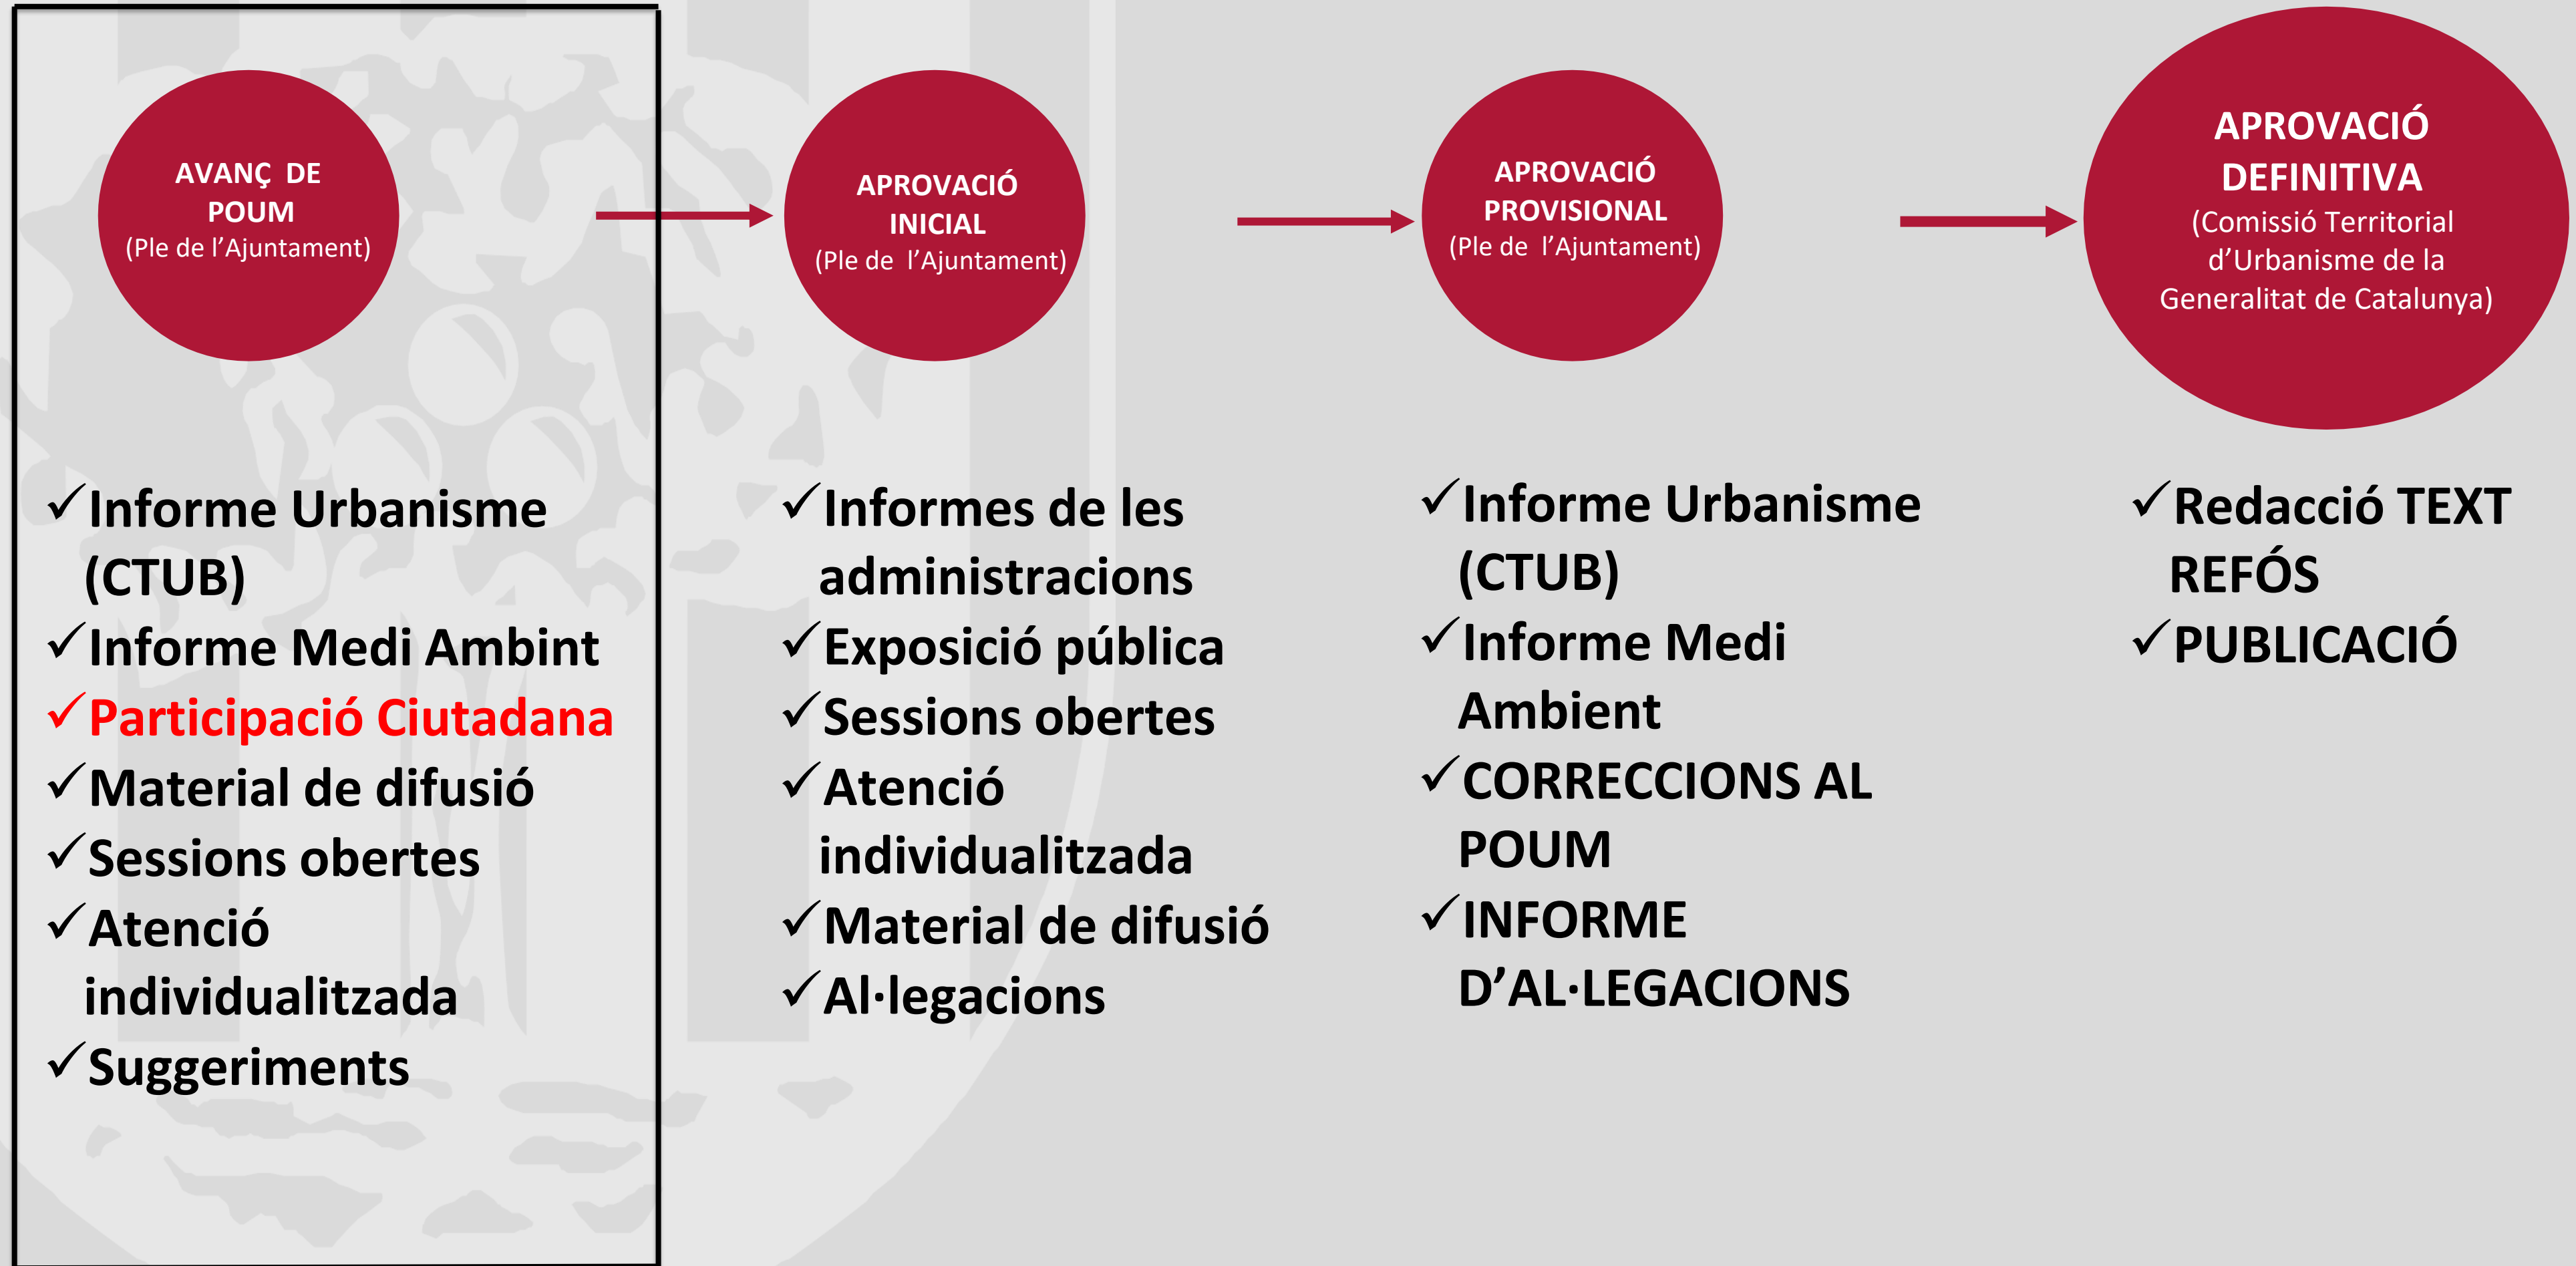 AVANÇ DE
POUM
(Ple de l’Ajuntament)
✓Informe Urbanisme
(CTUB)
✓Informe Medi Ambint
✓Participació Ciutadana
✓Material de difusió
✓Sessions obertes
✓Atenció
individualitzada
✓Suggeriments
APROVACIÓ
INICIAL
(Ple de l’Ajuntament)
✓Informes de les
administracions
✓Exposició pública
✓Sessions obertes
✓Atenció
individualitzada
✓Material de difusió
✓Al·legacions
APROVACIÓ
PROVISIONAL
(Ple de l’Ajuntament)
✓Informe Urbanisme
(CTUB)
✓Informe Medi
Ambient
✓CORRECCIONS AL
POUM
✓INFORME
D’AL·LEGACIONS
APROVACIÓ
DEFINITIVA
(Comissió Territorial
d’Urbanisme de la
Generalitat de Catalunya)
✓Redacció TEXT
REFÓS
✓PUBLICACIÓ